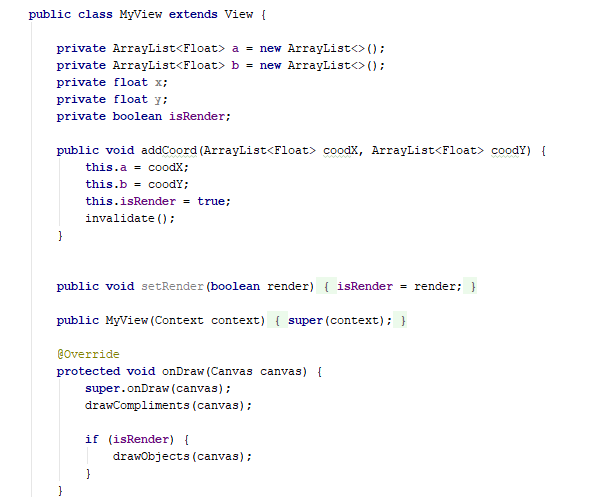 public class MyView extends View {
private ArrayList<Float> a = new ArrayList<>();
private ArrayList<Float> b = new ArrayList<>();
private float x;
private float y;
private boolean isRender;
public void addCoord(ArrayList<Float> coodX, ArrayList<Float> coodY) {
this.a = coodX;
this.b = coodY;
this.isRender = true;
invalidate();
}
public void setRender(boolean render) { isRender = render; }
public MyView(Context context) { super(context); }
@Override
protected void onDraw(Canvas canvas) {
super.onDraw(canvas);
drawCompliments(canvas);
if (isRender) {
drawObjects(canvas);
}
}